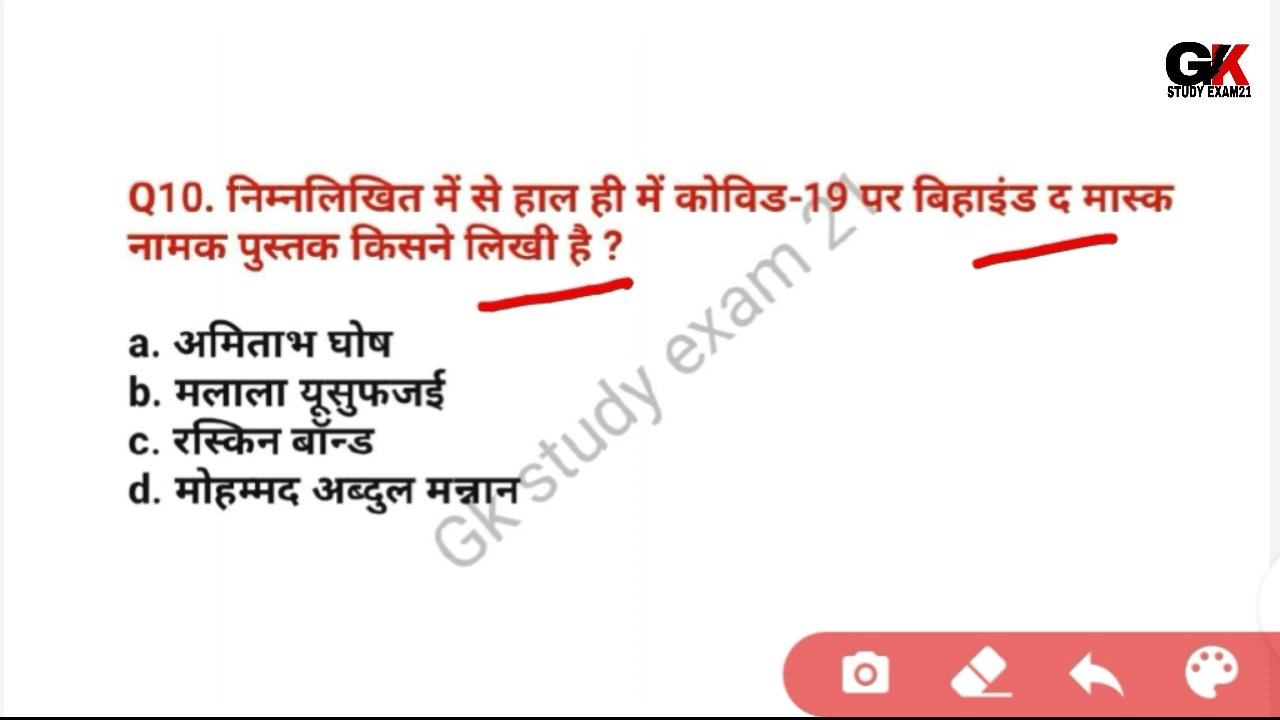 GK
STUDY EXAM21
Q10. निम्नलिखित में से हाल ही में कोविड-19 पर बिहाइंड द मास्क
नामक पुस्तक किसने लिखी है ?
a. अमिताभ घोष
b. मलाला यूसुफजई
c. रस्किन बॉन्ड
d. मोहम्मद अब्दुल मन्नान
Gk study exam 21